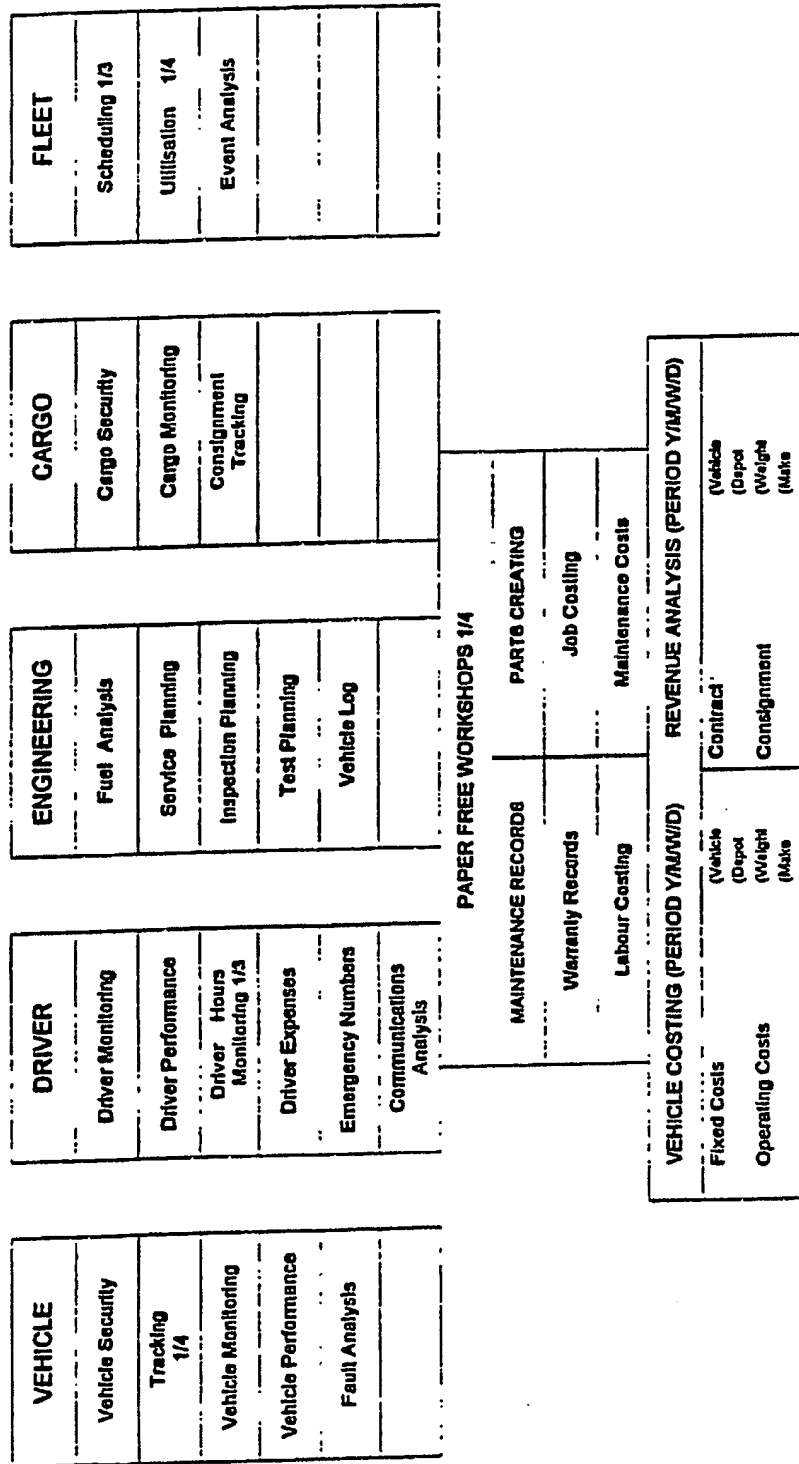 VEHICLE
Vehicle Security
Tracking
1/4
Vehicle Monitoring
Vehicle Performance
Fault Analysis
DRIVER
Driver Monitoring
Driver Performance
Driver Hours
Monitoring 1/3
Driver Expenses
Emergency Numbers
Communications
Analysis
ENGINEERING
Fuel Analysis
Service Planning
Inspection Planning
Test Planning
Vehicle Log
CARGO
Cargo Security
Cargo Monitoring
Consignment
Tracking
FLEET
Scheduling 1/3
Utilisation 1/4
Event Analysis
PAPER FREE WORKSHOPS 1/4
MAINTENANCE RECORDS
Warranty Records
Labour Costing
PARTS CREATING
Job Costing
Maintenance Costs
VEHICLE COSTING (PERIOD Y/M/W/D)
Fixed Costs
(Vehicle
(Depot
Operating Costs
(Weight
(Make
REVENUE ANALYSIS (PERIOD Y/M/W/D)
Contract
(Vehicle
(Depot
Consignment
(Weight
(Make